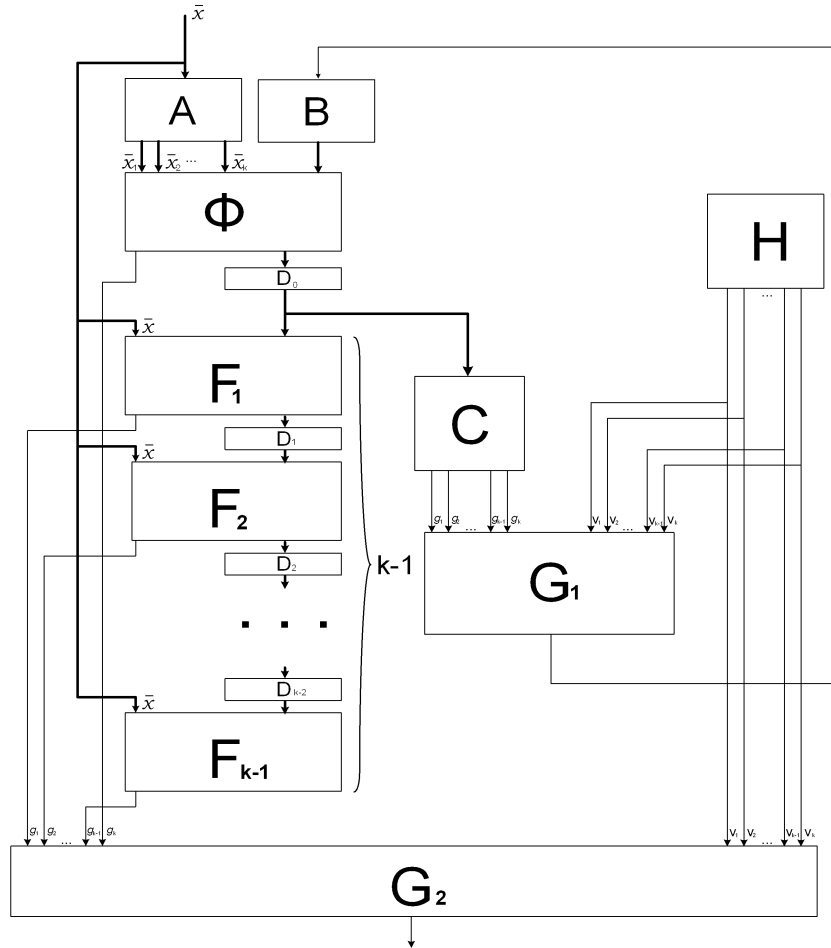 x̄
A
B
x̄₁ x̄₂ ... x̄ₖ
Φ
H
D₀
...
x̄
F₁
C
D₁
x̄
F₂
g₁ g₂ ... gₖ₋₁ gₖ
V₁ V₂ ... Vₖ₋₁ Vₖ
D₂
k-1
G₁
. . .
Dₖ₋₂
x̄
Fₖ₋₁
g₁ g₂ ... gₖ₋₁ gₖ
V₁ V₂ ... Vₖ₋₁ Vₖ
G₂